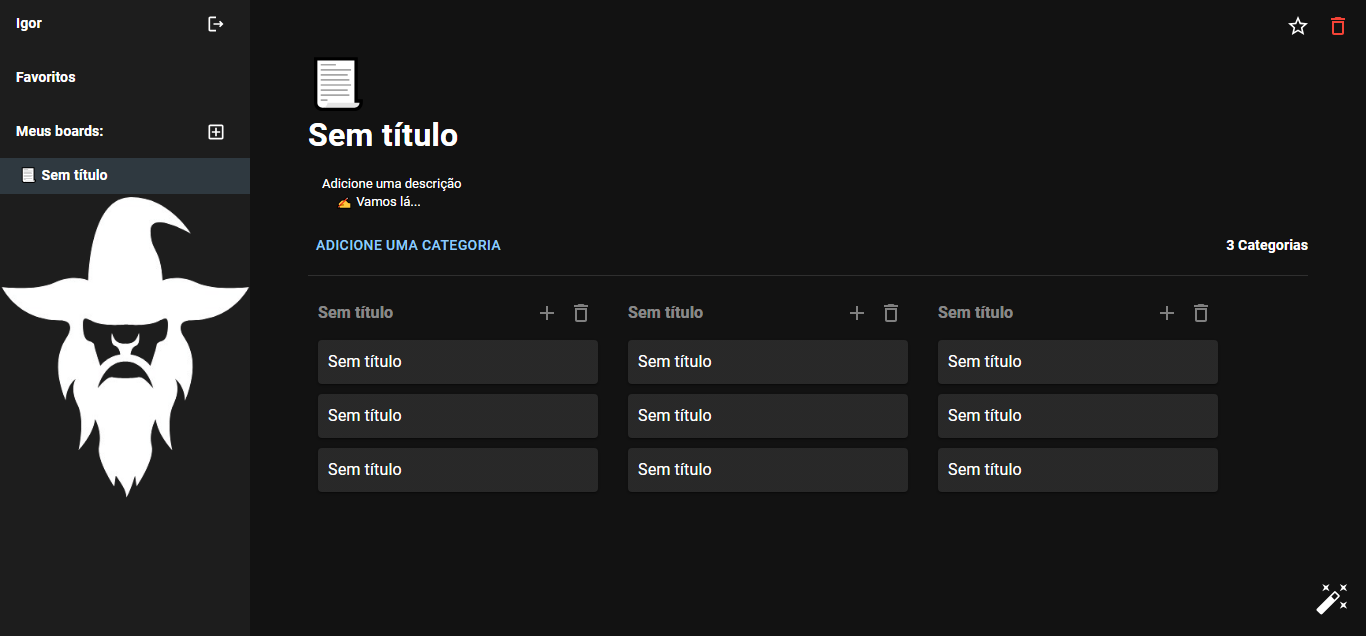 Igor
Favoritos
Meus boards:
Sem título
Sem título
Adicione uma descrição
✍ Vamos lá...
ADICIONE UMA CATEGORIA
3 Categorias
Sem título
Sem título
Sem título
Sem título
Sem título
Sem título
Sem título
Sem título
Sem título
Sem título
Sem título
Sem título